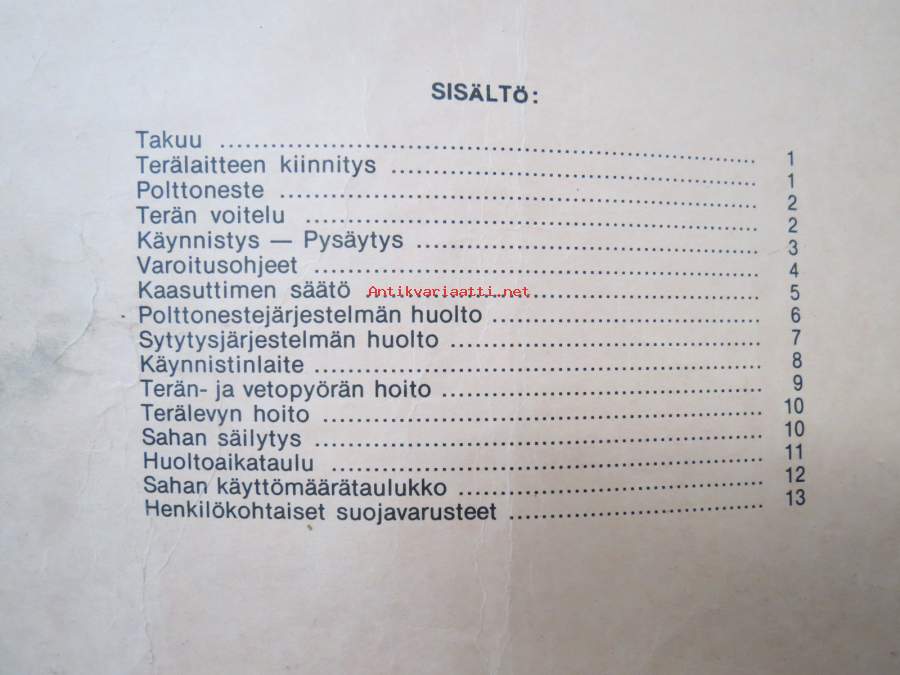 SISÄLTÖ:
Takuu ........................................ 1
Terälaitteen kiinnitys ........................................ 1
Polttoneste ........................................ 2
Terän voitelu ........................................ 2
Käynnistys — Pysäytys ........................................ 3
Varoitusohjeet ........................................ 4
Kaasuttimen säätö ........................................ 5
Antikvariaatti.net
Polttonestejärjestelmän huolto ........................................ 6
Sytytysjärjestelmän huolto ........................................ 7
Käynnistinlaite ........................................ 8
Terän- ja vetopyörän hoito ........................................ 9
Terälevyn hoito ........................................ 10
Sahan säilytys ........................................ 10
Huoltoaikataulu ........................................ 11
Sahan käyttömäärätaulukko ........................................ 12
Henkilökohtaiset suojavarusteet ........................................ 13